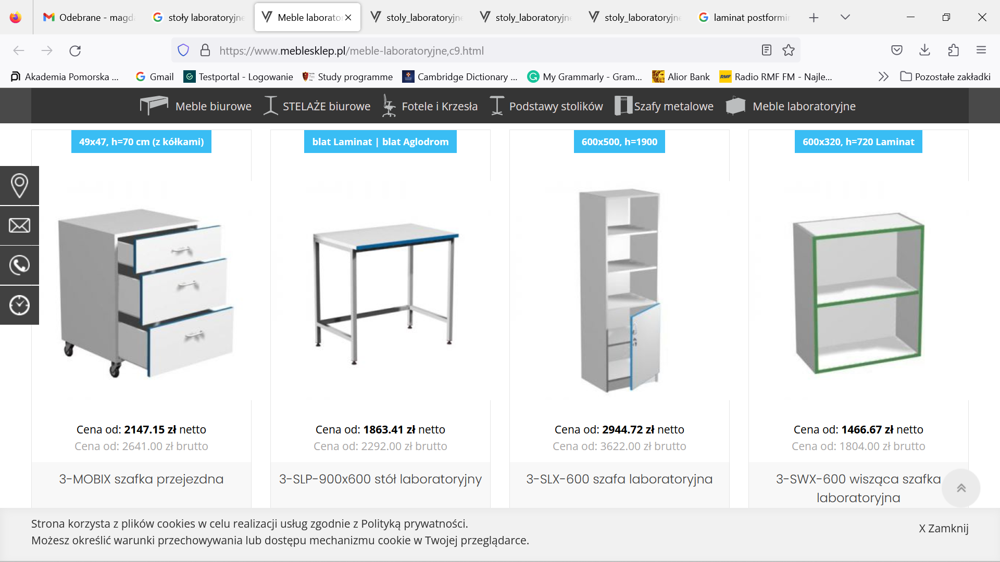 Odebrane - magda
stoły laboratoryjne
Meble laborator
stoly_laboratoryjne
stoly_laboratoryjne
stoly_laboratoryjne
laminat postformin
https://www.meblesklep.pl/meble-laboratoryjne,c9.html
Akademia Pomorska ...
Gmail
Testportal - Logowanie
Study programme
Cambridge Dictionary ...
My Grammarly - Gram...
Alior Bank
RMF
Radio RMF FM - Najle...
Pozostałe zakładki
Meble biurowe
STELAŻE biurowe
Fotele i Krzesła
Podstawy stolików
Szafy metalowe
Meble laboratoryjne
49x47, h=70 cm (z kółkami)
blat Laminat | blat Aglodrom
600x500, h=1900
600x320, h=720 Laminat
Cena od: 2147.15 zł netto
Cena od: 2641.00 zł brutto
Cena od: 1863.41 zł netto
Cena od: 2292.00 zł brutto
Cena od: 2944.72 zł netto
Cena od: 3622.00 zł brutto
Cena od: 1466.67 zł netto
Cena od: 1804.00 zł brutto
3-MOBIX szafka przejezdna
3-SLP-900x600 stół laboratoryjny
3-SLX-600 szafa laboratoryjna
3-SWX-600 wisząca szafka
laboratoryjna
Strona korzysta z plików cookies w celu realizacji usług zgodnie z Polityką prywatności.
Możesz określić warunki przechowywania lub dostępu mechanizmu cookie w Twojej przeglądarce.
X Zamknij